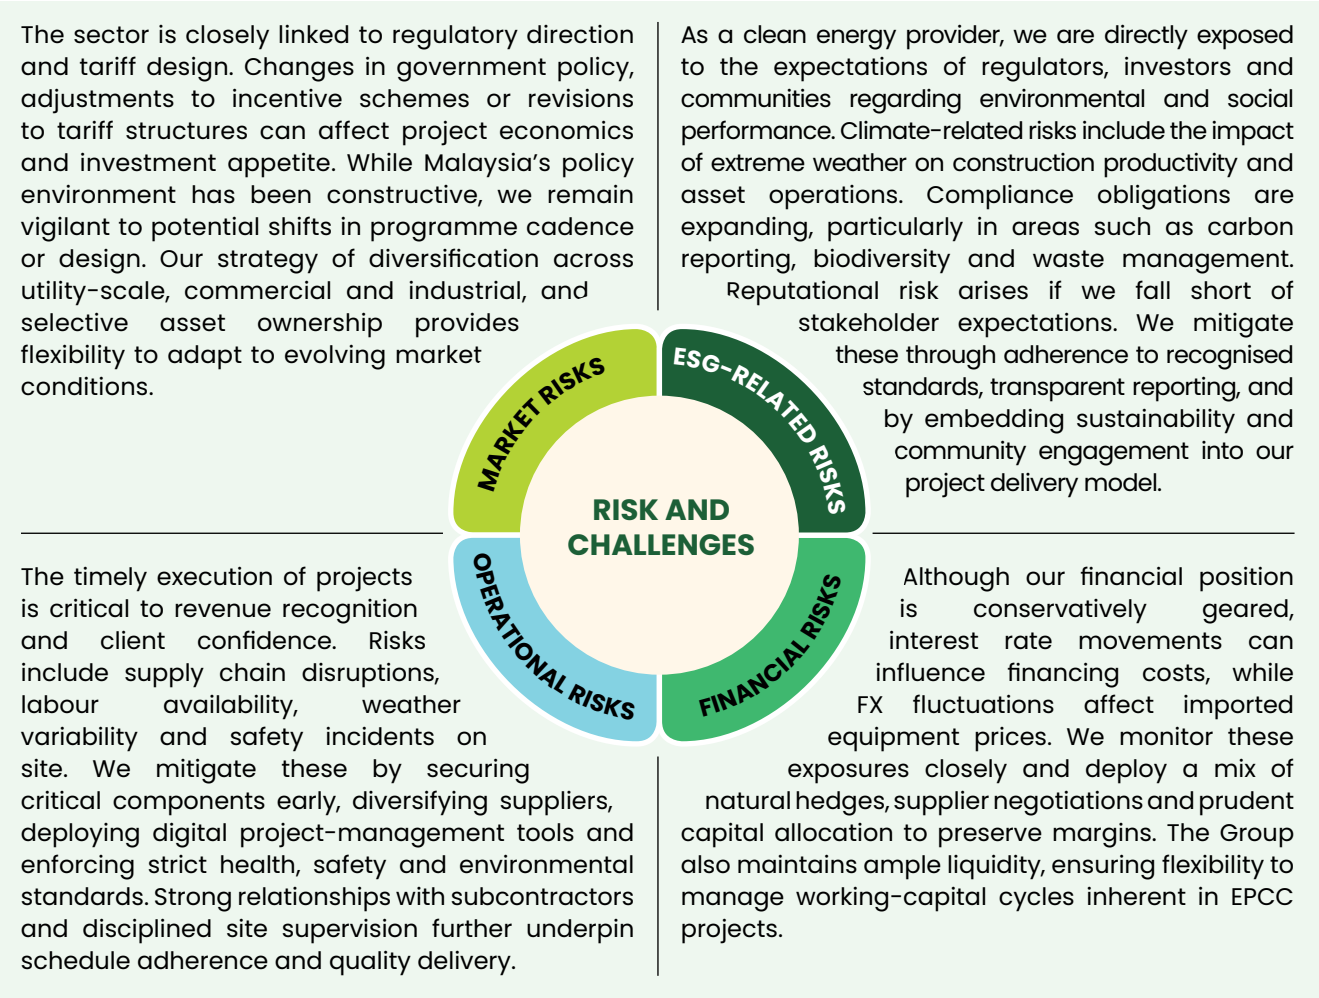 The sector is closely linked to regulatory direction
and tariff design. Changes in government policy,
adjustments to incentive schemes or revisions
to tariff structures can affect project economics
and investment appetite. While Malaysia’s policy
environment has been constructive, we remain
vigilant to potential shifts in programme cadence
or design. Our strategy of diversification across
utility-scale, commercial and industrial, and
selective asset ownership provides
flexibility to adapt to evolving market
conditions.
As a clean energy provider, we are directly exposed
to the expectations of regulators, investors and
communities regarding environmental and social
performance. Climate-related risks include the impact
of extreme weather on construction productivity and
asset operations. Compliance obligations are
expanding, particularly in areas such as carbon
reporting, biodiversity and waste management.
Reputational risk arises if we fall short of
stakeholder expectations. We mitigate
these through adherence to recognised
standards, transparent reporting, and
by embedding sustainability and
community engagement into our
project delivery model.
MARKET RISKS
ESG-RELATED RISKS
RISK AND
CHALLENGES
OPERATIONAL RISKS
FINANCIAL RISKS
The timely execution of projects
is critical to revenue recognition
and client confidence. Risks
include supply chain disruptions,
labour availability, weather
variability and safety incidents on
site. We mitigate these by securing
critical components early, diversifying suppliers,
deploying digital project-management tools and
enforcing strict health, safety and environmental
standards. Strong relationships with subcontractors
and disciplined site supervision further underpin
schedule adherence and quality delivery.
Although our financial position
is conservatively geared,
interest rate movements can
influence financing costs, while
FX fluctuations affect imported
equipment prices. We monitor these
exposures closely and deploy a mix of
natural hedges, supplier negotiations and prudent
capital allocation to preserve margins. The Group
also maintains ample liquidity, ensuring flexibility to
manage working-capital cycles inherent in EPCC
projects.